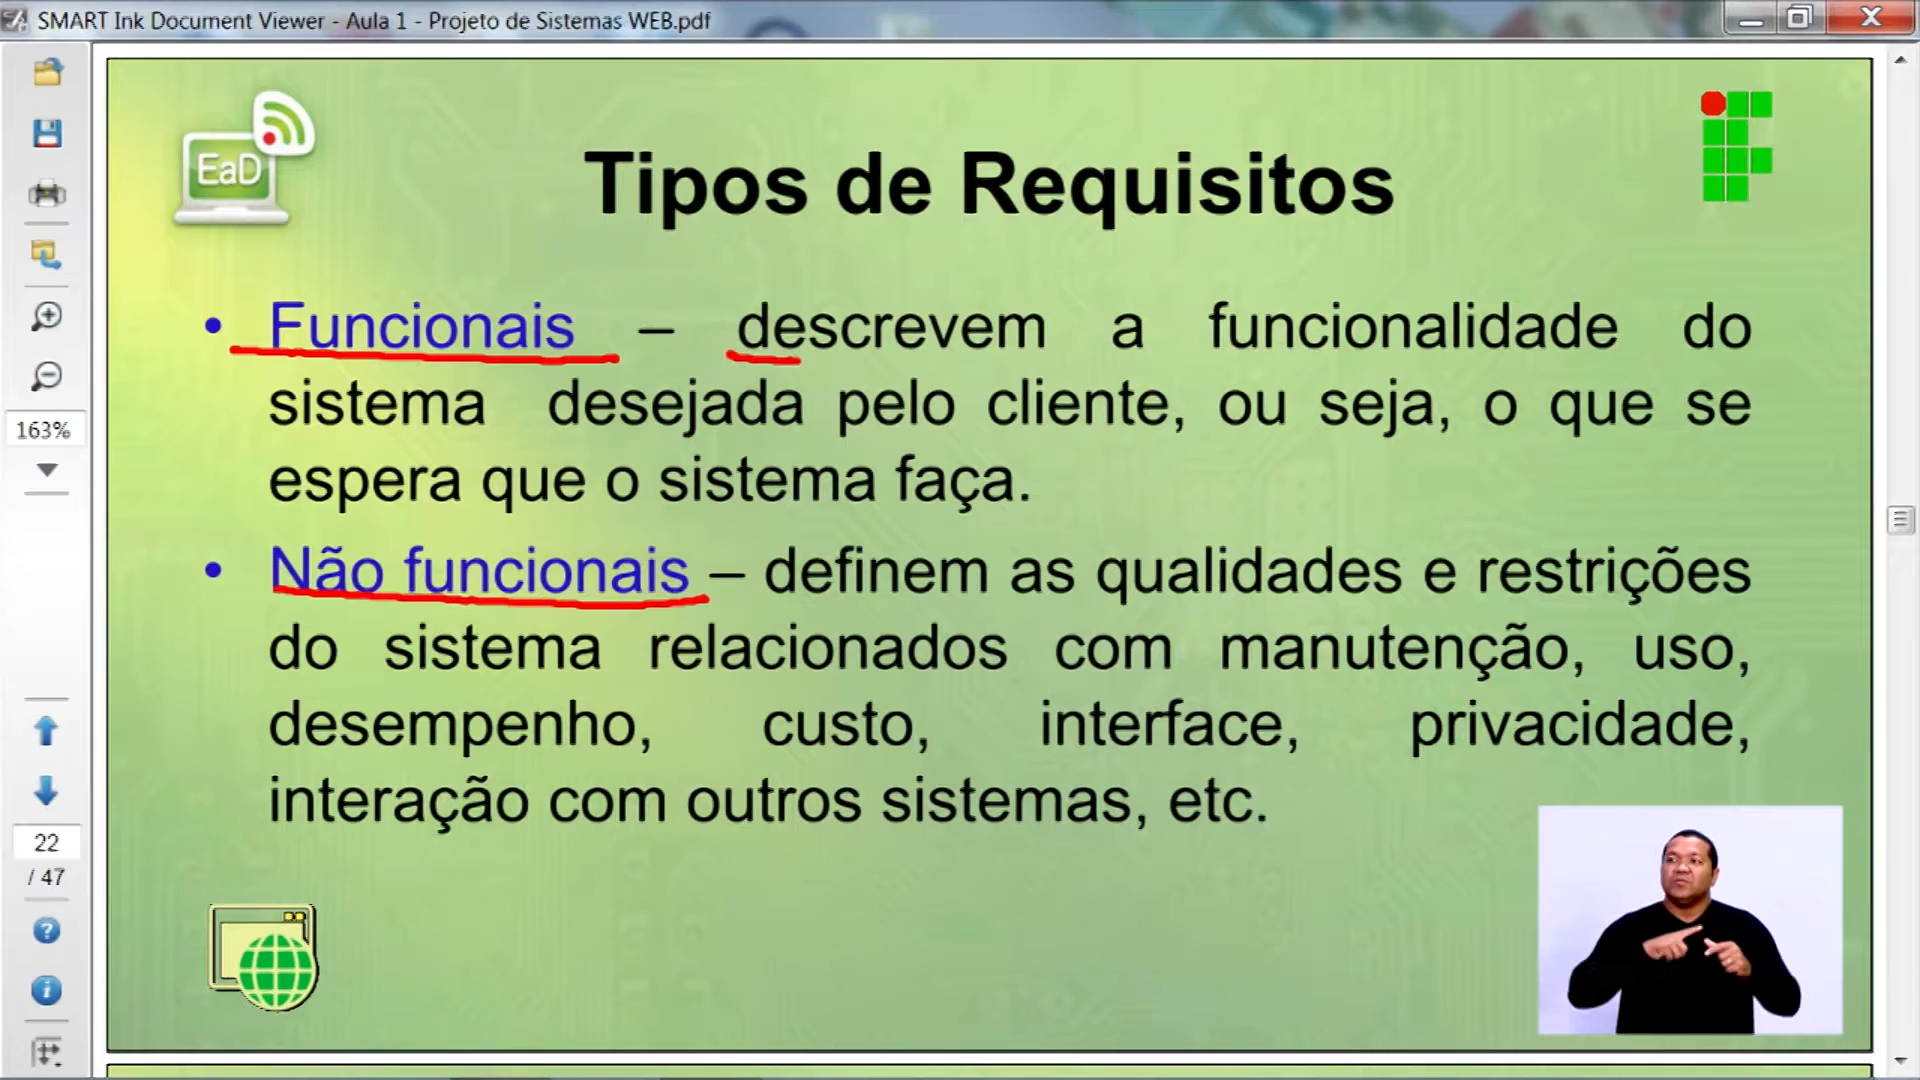 SMART Ink Document Viewer - Aula 1 - Projeto de Sistemas WEB.pdf
EaD
Tipos de Requisitos
• Funcionais – descrevem a funcionalidade do
sistema desejada pelo cliente, ou seja, o que se
espera que o sistema faça.
• Não funcionais – definem as qualidades e restrições
do sistema relacionados com manutenção, uso,
desempenho, custo, interface, privacidade,
interação com outros sistemas, etc.
163%
22
/ 47